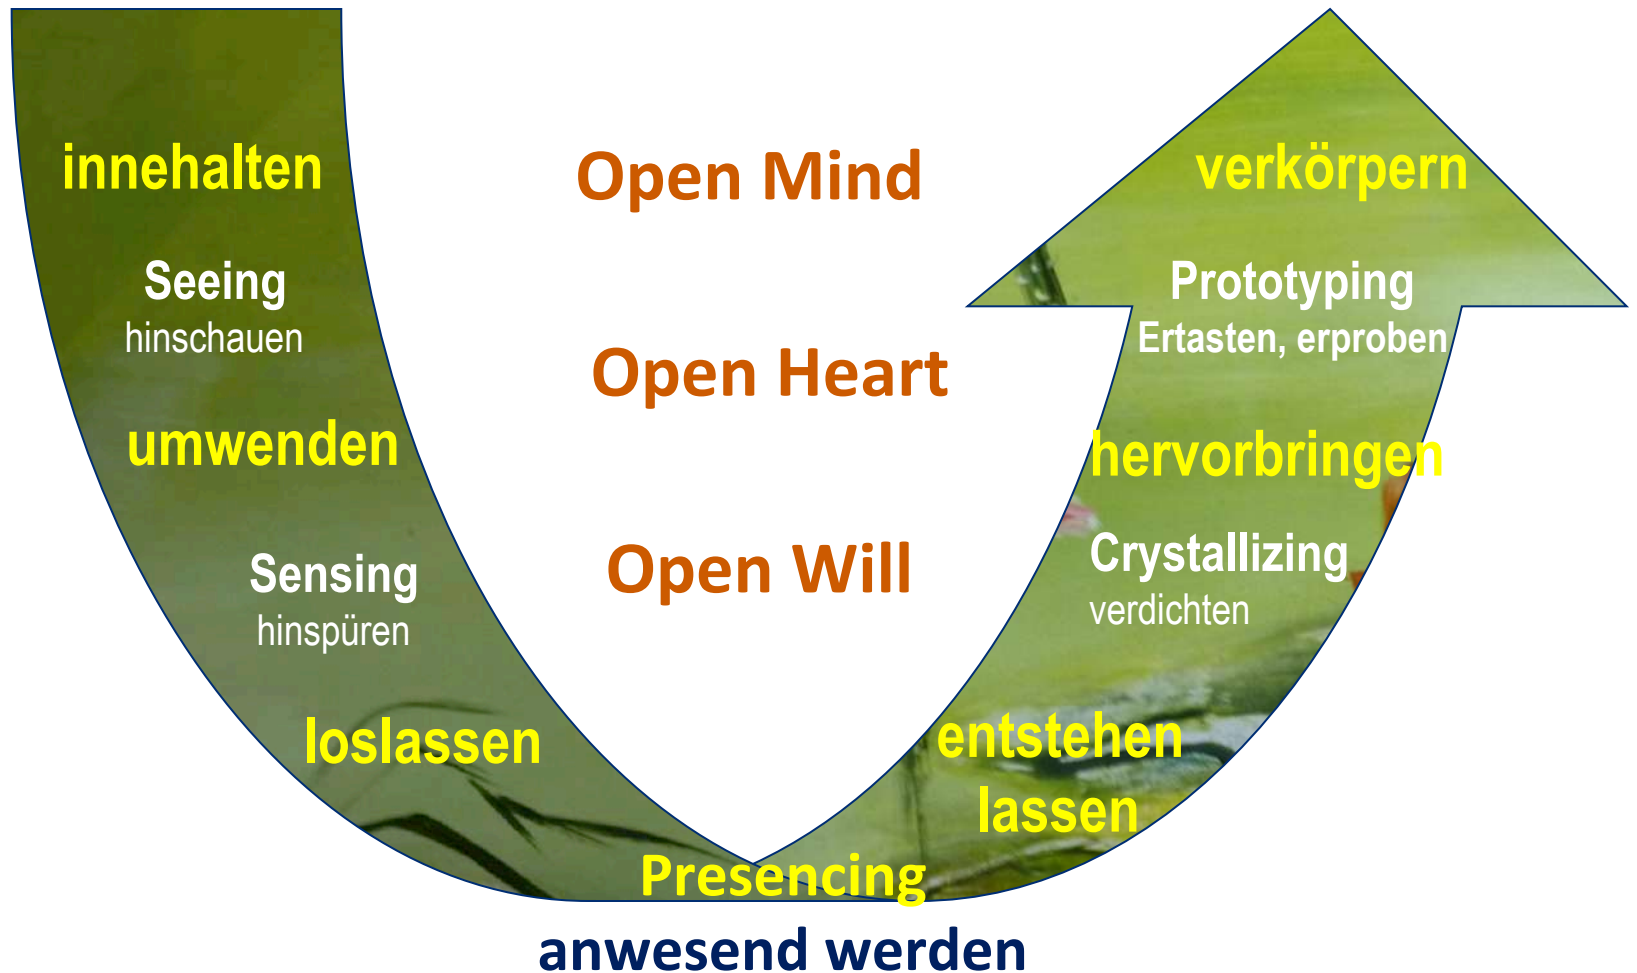 innehalten
Seeing
hinschauen
umwenden
Sensing
hinspüren
loslassen
Open Mind
Open Heart
Open Will
Presencing
anwesend werden
verkörpern
Prototyping
Ertasten, erproben
hervorbringen
Crystallizing
verdichten
entstehen
lassen